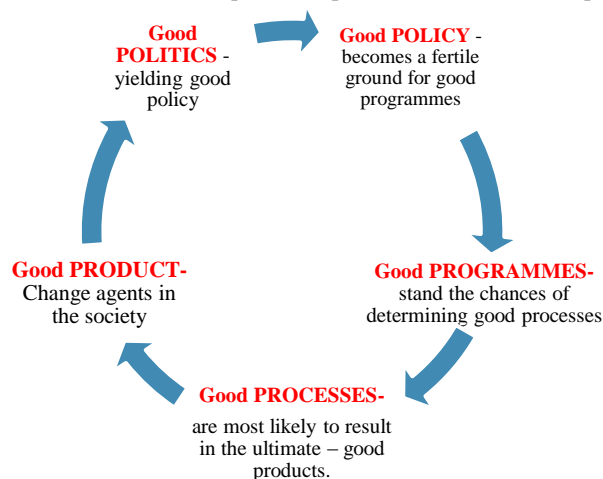 Good
POLITICS -
yielding good
policy
Good POLICY -
becomes a fertile
ground for good
programmes
Good PROGRAMMES-
stand the chances of
determining good processes
Good PROCESSES-
are most likely to result
in the ultimate – good
products.
Good PRODUCT-
Change agents in
the society